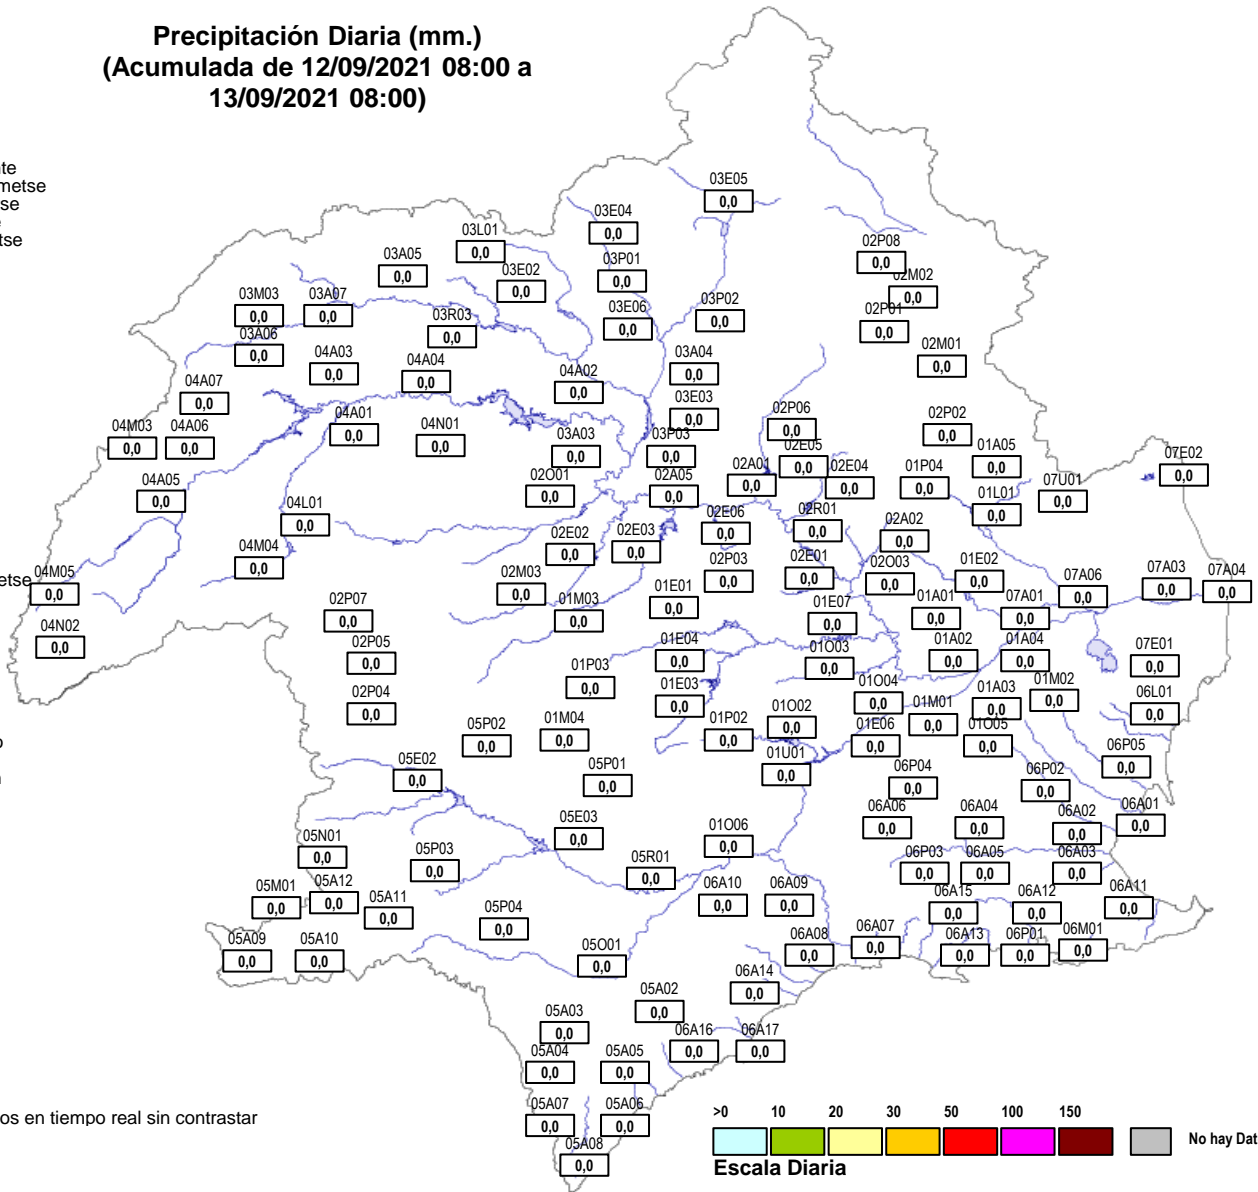 Precipitación Diaria (mm.)
(Acumulada de 12/09/2021 08:00 a
13/09/2021 08:00)
03E05
0,0
03E04
0,0
03L01
0,0
03A05
0,0
03P01
0,0
03E02
0,0
02P08
0,0
02M02
0,0
03M03
0,0
03A07
0,0
03R03
0,0
03E06
0,0
03P02
0,0
02P01
0,0
03A06
0,0
04A03
0,0
04A04
0,0
04A02
0,0
03A04
0,0
02M01
0,0
04A07
0,0
03E03
0,0
04M03
0,0
04A06
0,0
04A01
0,0
04N01
0,0
03A03
0,0
03P03
0,0
02P06
0,0
02E05
0,0
02P02
0,0
01A05
0,0
07E02
0,0
04A05
0,0
02O01
0,0
02A05
0,0
02A01
0,0
02E04
0,0
01P04
0,0
01L01
0,0
07U01
0,0
04L01
0,0
02E06
0,0
02R01
0,0
02A02
0,0
04M04
0,0
02E02
0,0
02E03
0,0
04M05
0,0
02M03
0,0
02P03
0,0
02E01
0,0
02O03
0,0
01E02
0,0
07A06
0,0
07A03
0,0
07A04
0,0
02P07
0,0
01M03
0,0
01E01
0,0
01E07
0,0
01A01
0,0
07A01
0,0
04N02
0,0
02P05
0,0
01E04
0,0
01O03
0,0
01A02
0,0
01A04
0,0
07E01
0,0
01P03
0,0
01E03
0,0
02P04
0,0
01O04
0,0
01M01
0,0
01A03
0,0
01M02
0,0
06L01
0,0
05P02
0,0
01M04
0,0
01P02
0,0
01O02
0,0
01E06
0,0
01O05
0,0
05E02
0,0
05P01
0,0
01U01
0,0
06P04
0,0
06P02
0,0
06P05
0,0
05E03
0,0
01O06
0,0
06A06
0,0
06A04
0,0
06A02
0,0
06A01
0,0
05N01
0,0
05P03
0,0
05R01
0,0
06P03
0,0
06A05
0,0
06A03
0,0
05M01
0,0
05A12
0,0
05A11
0,0
05P04
0,0
06A10
0,0
06A09
0,0
06A15
0,0
06A12
0,0
06A11
0,0
05A09
0,0
05A10
0,0
05O01
0,0
06A08
0,0
06A07
0,0
06A13
0,0
06P01
0,0
06M01
0,0
06A14
0,0
05A02
0,0
05A03
0,0
06A16
0,0
06A17
0,0
05A04
0,0
05A05
0,0
05A07
0,0
05A06
0,0
05A08
0,0
os en tiempo real sin contrastar
>0 10 20 30 50 100 150
No hay Dat
Escala Diaria